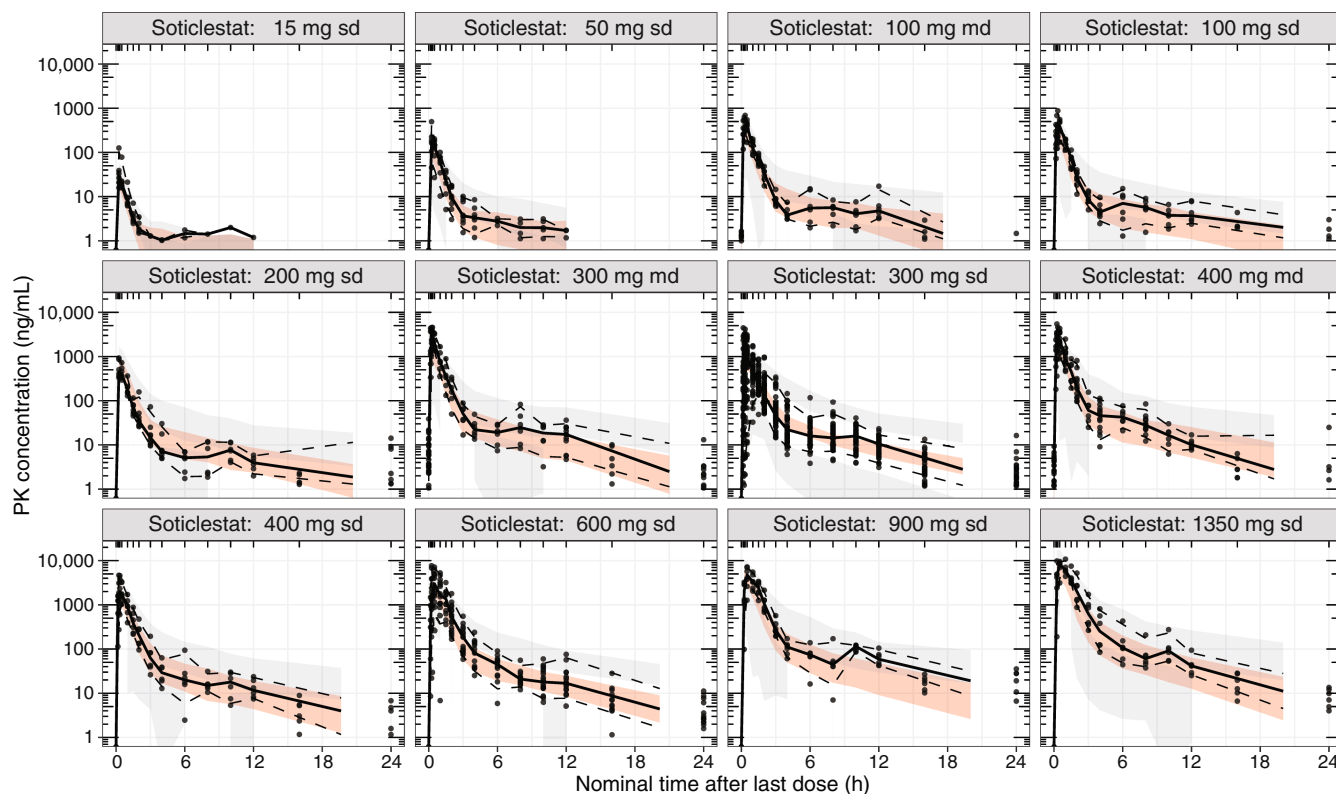 Soticlestat: 15 mg sd
Soticlestat: 50 mg sd
Soticlestat: 100 mg md
Soticlestat: 100 mg sd
10,000
1000
100
10
1
Soticlestat: 200 mg sd
Soticlestat: 300 mg md
Soticlestat: 300 mg sd
Soticlestat: 400 mg md
10,000
1000
100
10
1
PK concentration (ng/mL)
Soticlestat: 400 mg sd
Soticlestat: 600 mg sd
Soticlestat: 900 mg sd
Soticlestat: 1350 mg sd
10,000
1000
100
10
1
0 6 12 18 24 0 6 12 18 24 0 6 12 18 24 0 6 12 18 24
Nominal time after last dose (h)